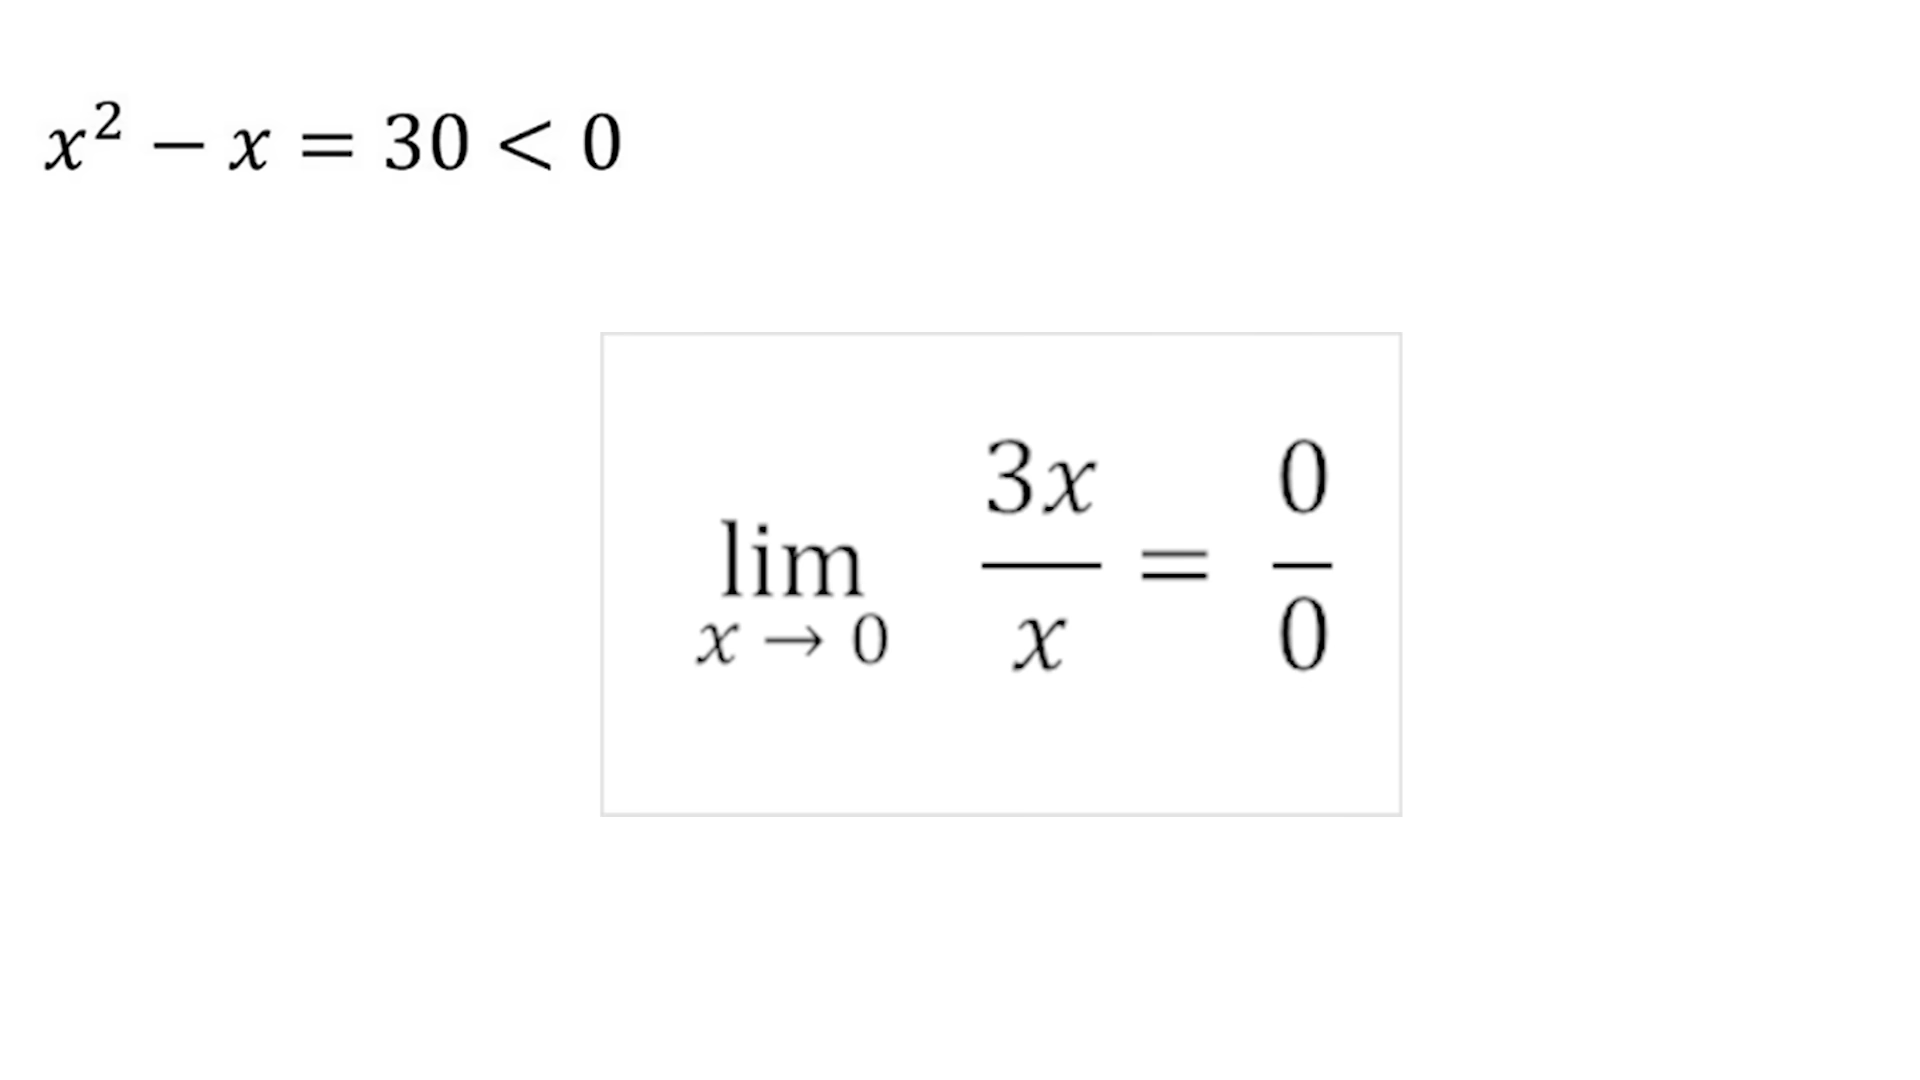 x² − x = 30 < 0
lim x → 0 3x/x = 0/0